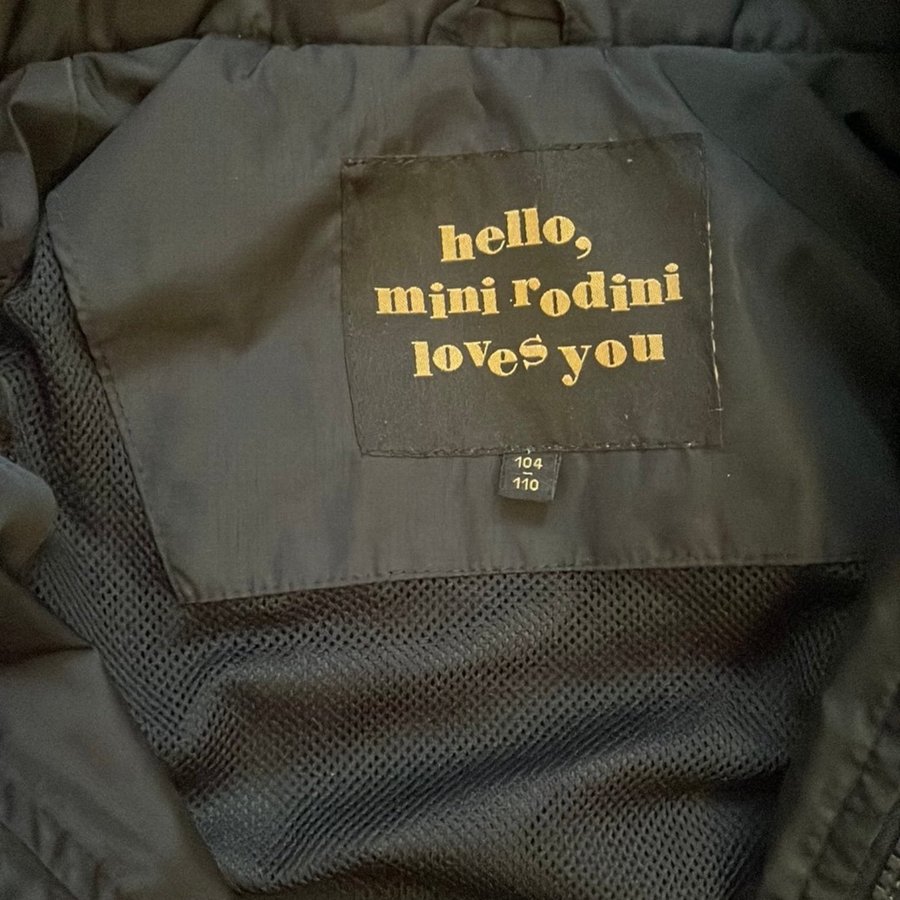 hello,
mini rodini
loves you
104
–
110